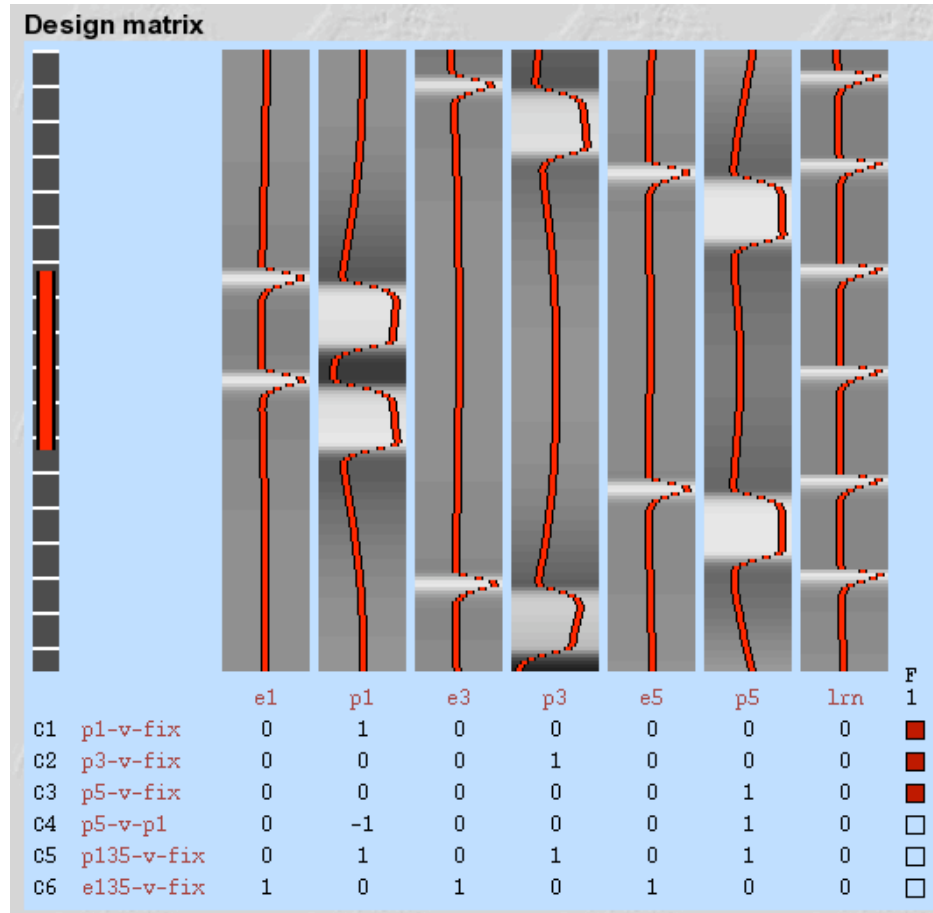 Design matrix
F
e1 p1 e3 p3 e5 p5 lrn 1
C1 p1-v-fix 0 1 0 0 0 0 0
C2 p3-v-fix 0 0 0 1 0 0 0
C3 p5-v-fix 0 0 0 0 0 1 0
C4 p5-v-p1 0 -1 0 0 0 1 0
C5 p135-v-fix 0 1 0 1 0 1 0
C6 e135-v-fix 1 0 1 0 1 0 0